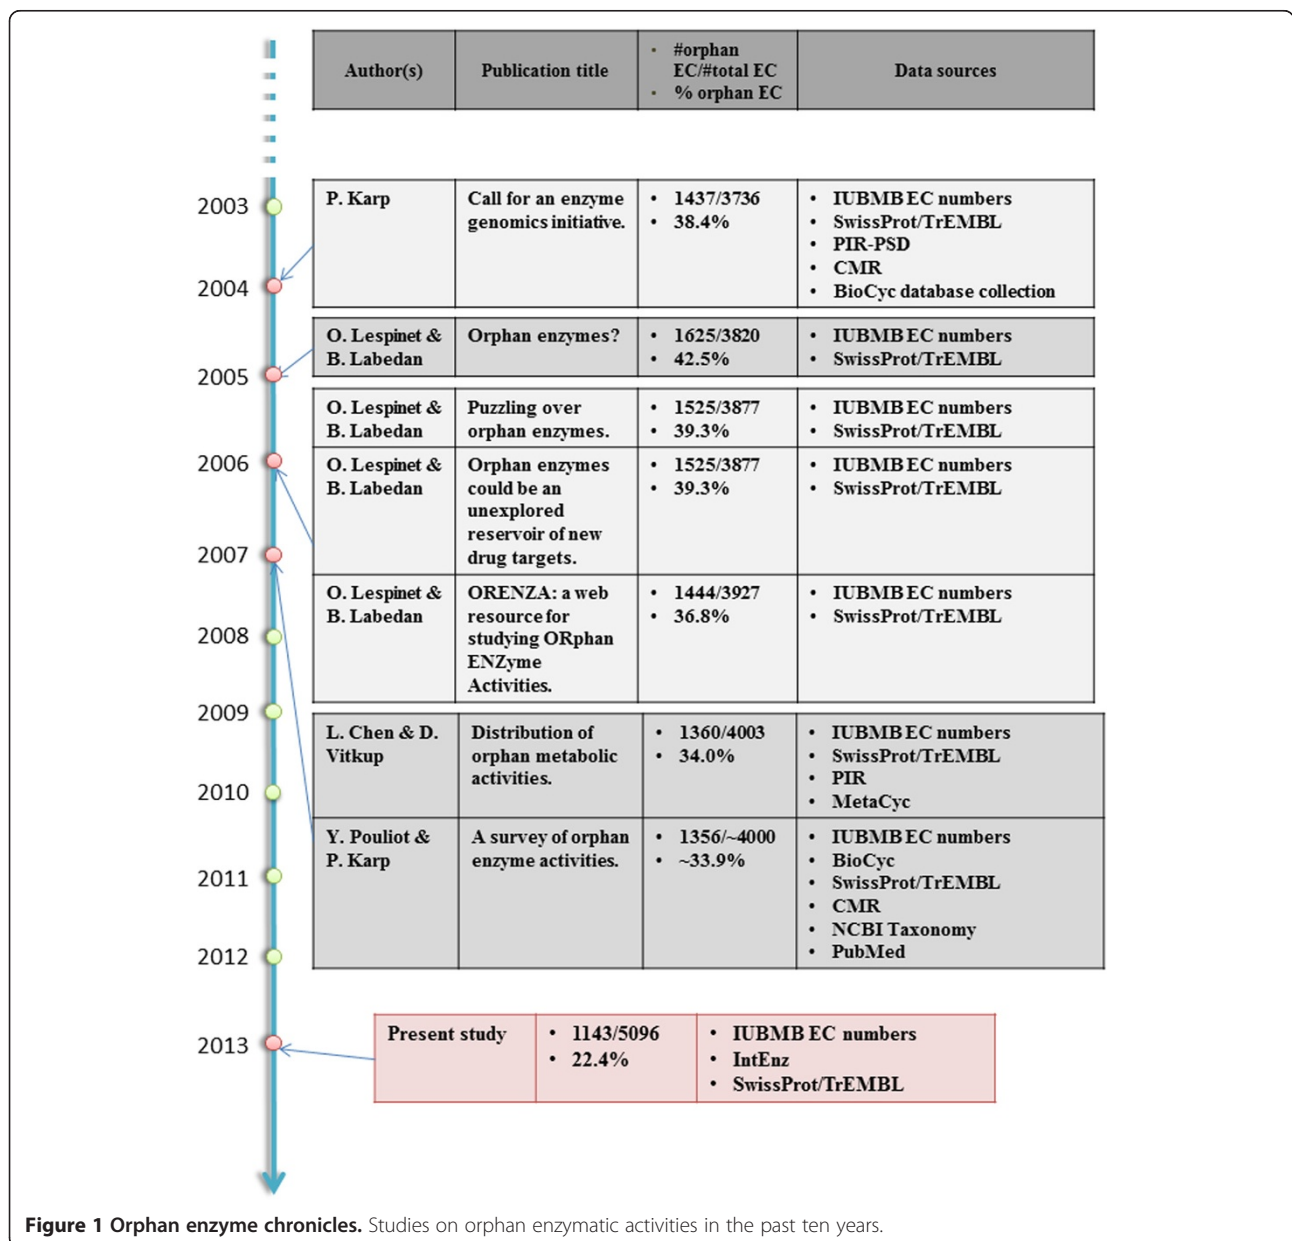 Author(s)
Publication title
• #orphan
EC/#total EC
• % orphan EC
Data sources
2003
2004
2005
2006
2007
2008
2009
2010
2011
2012
2013
P. Karp
Call for an enzyme
genomics initiative.
• 1437/3736
• 38.4%
• IUBMB EC numbers
• SwissProt/TrEMBL
• PIR-PSD
• CMR
• BioCyc database collection
O. Lespinet &
B. Labedan
Orphan enzymes?
• 1625/3820
• 42.5%
• IUBMB EC numbers
• SwissProt/TrEMBL
O. Lespinet &
B. Labedan
Puzzling over
orphan enzymes.
• 1525/3877
• 39.3%
• IUBMB EC numbers
• SwissProt/TrEMBL
O. Lespinet &
B. Labedan
Orphan enzymes
could be an
unexplored
reservoir of new
drug targets.
• 1525/3877
• 39.3%
• IUBMB EC numbers
• SwissProt/TrEMBL
O. Lespinet &
B. Labedan
ORENZA: a web
resource for
studying ORphan
ENZyme
Activities.
• 1444/3927
• 36.8%
• IUBMB EC numbers
• SwissProt/TrEMBL
L. Chen & D.
Vitkup
Distribution of
orphan metabolic
activities.
• 1360/4003
• 34.0%
• IUBMB EC numbers
• SwissProt/TrEMBL
• PIR
• MetaCyc
Y. Pouliot &
P. Karp
A survey of orphan
enzyme activities.
• 1356/~4000
• ~33.9%
• IUBMB EC numbers
• BioCyc
• SwissProt/TrEMBL
• CMR
• NCBI Taxonomy
• PubMed
Present study
• 1143/5096
• 22.4%
• IUBMB EC numbers
• IntEnz
• SwissProt/TrEMBL
Figure 1 Orphan enzyme chronicles. Studies on orphan enzymatic activities in the past ten years.